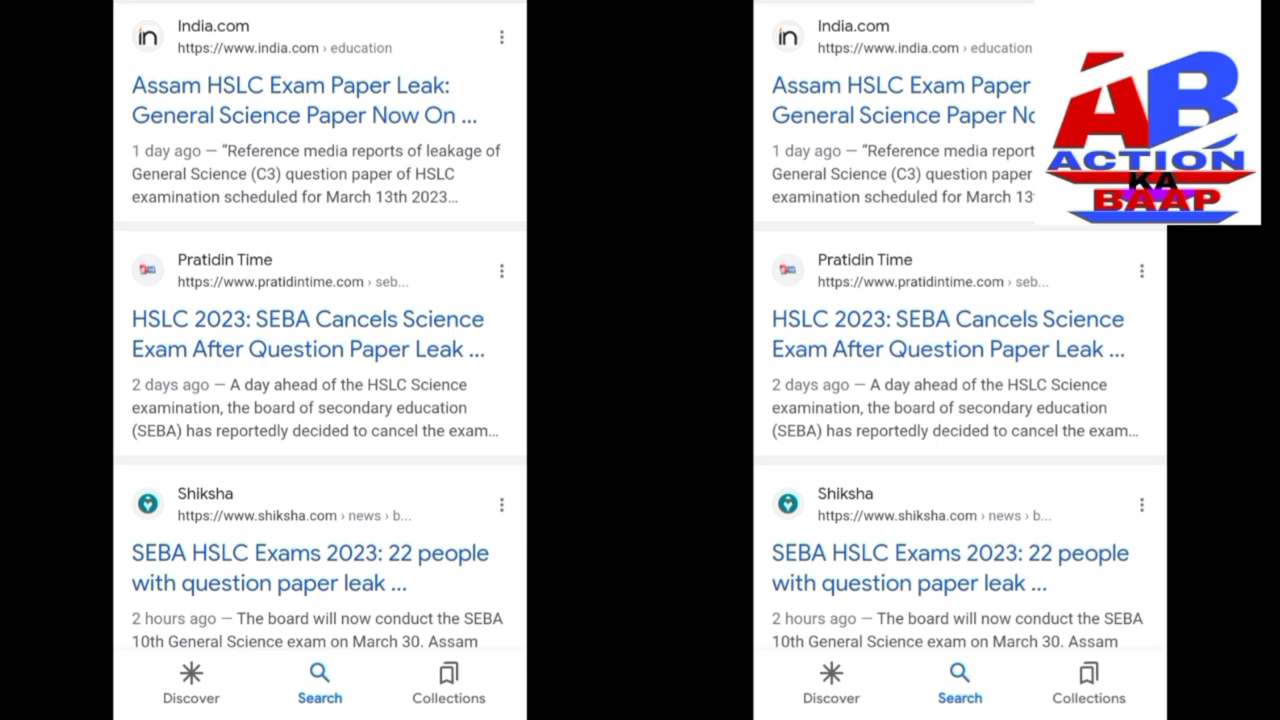 India.com
https://www.india.com › education
Assam HSLC Exam Paper Leak:
General Science Paper Now On ...
1 day ago — “Reference media reports of leakage of
General Science (C3) question paper of HSLC
examination scheduled for March 13th 2023...
Pratidin Time
https://www.pratidintime.com › seb...
HSLC 2023: SEBA Cancels Science
Exam After Question Paper Leak ...
2 days ago — A day ahead of the HSLC Science
examination, the board of secondary education
(SEBA) has reportedly decided to cancel the exam...
Shiksha
https://www.shiksha.com › news › b...
SEBA HSLC Exams 2023: 22 people
with question paper leak ...
2 hours ago — The board will now conduct the SEBA
10th General Science exam on March 30. Assam
Discover
Search
Collections
India.com
https://www.india.com › education
Assam HSLC Exam Paper
General Science Paper
1 day ago — “Reference media
General Science (C3) question paper
examination scheduled for March
Pratidin Time
https://www.pratidintime.com › seb...
HSLC 2023: SEBA Cancels Science
Exam After Question Paper Leak ...
2 days ago — A day ahead of the HSLC Science
examination, the board of secondary education
(SEBA) has reportedly decided to cancel the exam...
Shiksha
https://www.shiksha.com › news › b...
SEBA HSLC Exams 2023: 22 people
with question paper leak ...
2 hours ago — The board will now conduct the SEBA
10th General Science exam on March 30. Assam
Discover
Search
Collections
AB
ACTION
KA
BAAP